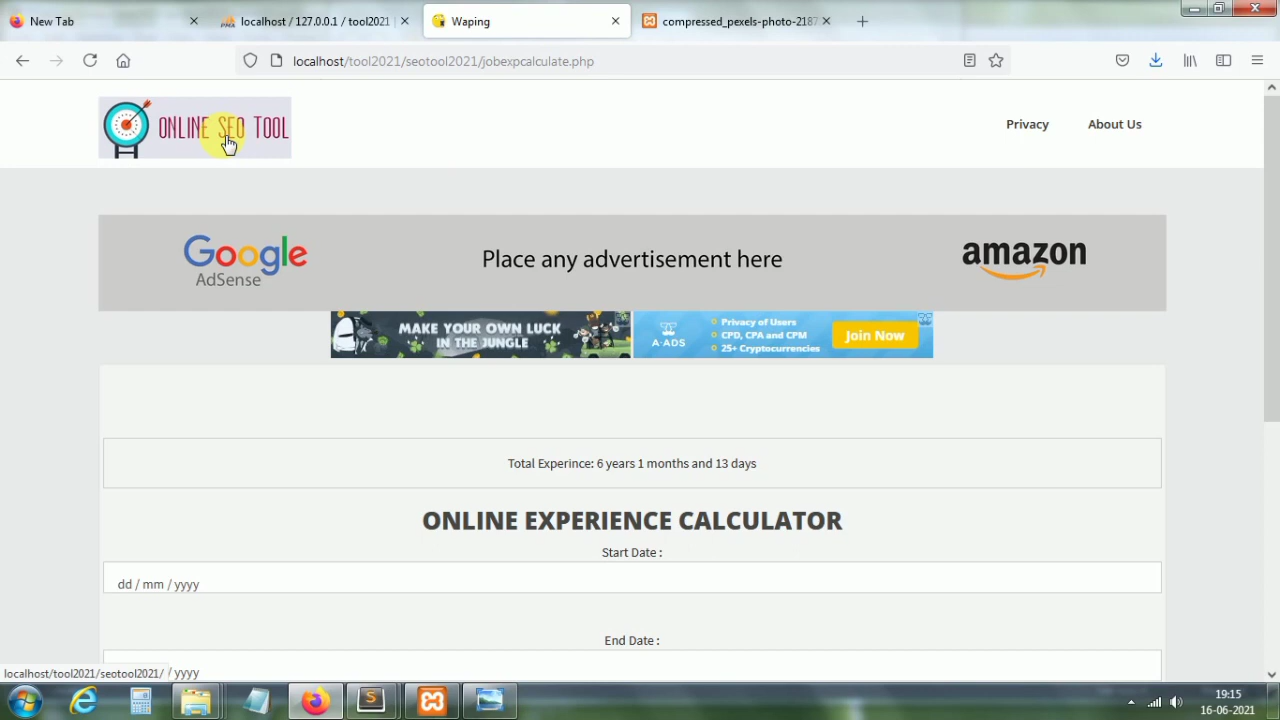 New Tab
localhost / 127.0.0.1 / tool2021
Waping
compressed_pexels-photo-2187
localhost/tool2021/seotool2021/jobexpcalculate.php
ONLINE SEO TOOL
Privacy
About Us
Google
AdSense
Place any advertisement here
amazon
MAKE YOUR OWN LUCK
IN THE JUNGLE
A-ADS
Privacy of Users
CPD, CPA and CPM
25+ Cryptocurrencies
Join Now
Total Experince: 6 years 1 months and 13 days
ONLINE EXPERIENCE CALCULATOR
Start Date :
dd / mm / yyyy
End Date :
/ yyyy
localhost/tool2021/seotool2021/
19:15
16-06-2021